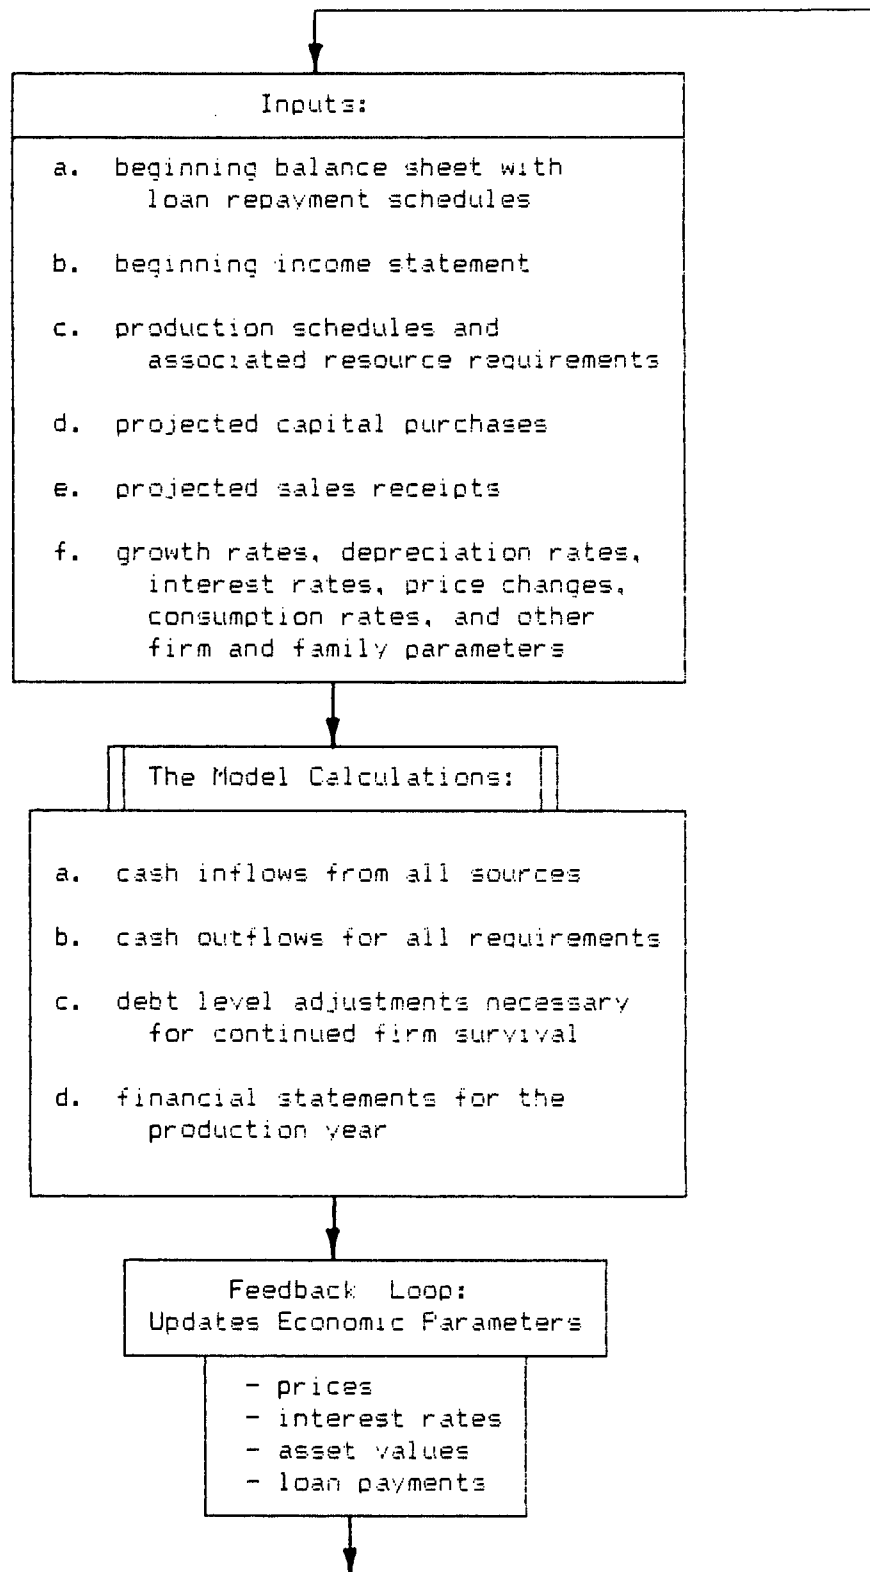 Inputs:
a. beginning balance sheet with
loan repayment schedules
b. beginning income statement
c. production schedules and
associated resource requirements
d. projected capital purchases
e. projected sales receipts
f. growth rates, depreciation rates,
interest rates, price changes,
consumption rates, and other
firm and family parameters
The Model Calculations:
a. cash inflows from all sources
b. cash outflows for all requirements
c. debt level adjustments necessary
for continued firm survival
d. financial statements for the
production year
Feedback Loop:
Updates Economic Parameters
- prices
- interest rates
- asset values
- loan payments